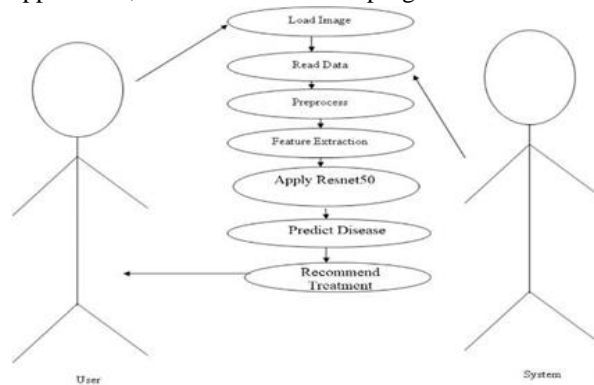 Load Image
Read Data
Preprocess
Feature Extraction
Apply Resnet50
Predict Disease
Recommend
Treatment
User
System